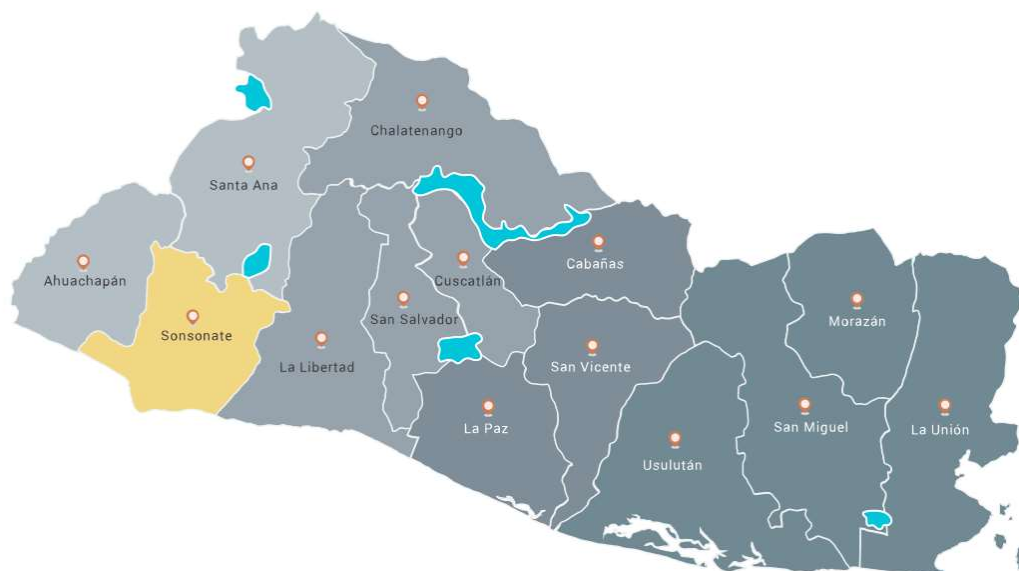 Chalatenango
Santa Ana
Ahuachapán
Cabañas
Cuscatlán
Morazán
San Salvador
Sonsonate
La Libertad
San Vicente
La Paz
San Miguel
La Unión
Usulután